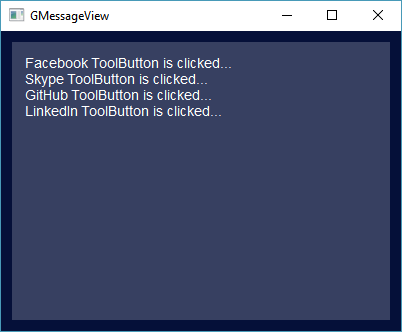 GMessageView
Facebook ToolButton is clicked...
Skype ToolButton is clicked...
GitHub ToolButton is clicked...
LinkedIn ToolButton is clicked...